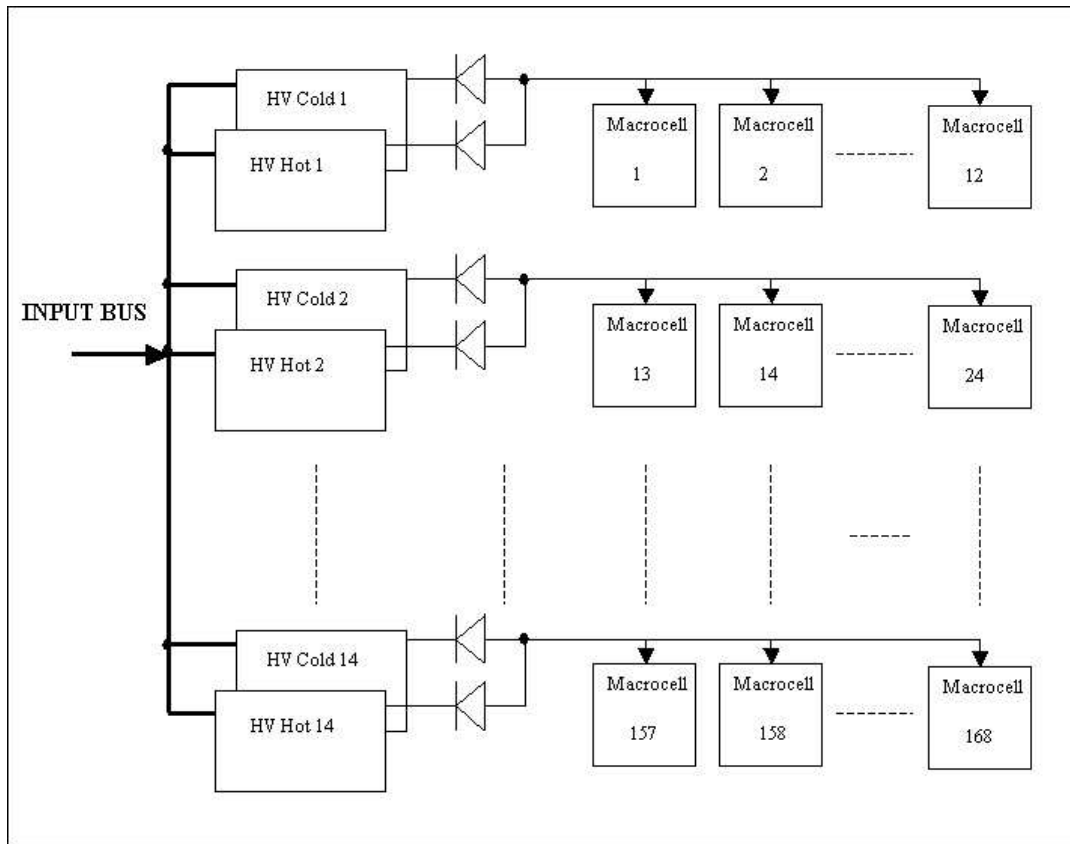 HV Cold 1
HV Hot 1
Macrocell
1
Macrocell
2
Macrocell
12
INPUT BUS
HV Cold 2
HV Hot 2
Macrocell
13
Macrocell
14
Macrocell
24
HV Cold 14
HV Hot 14
Macrocell
157
Macrocell
158
Macrocell
168